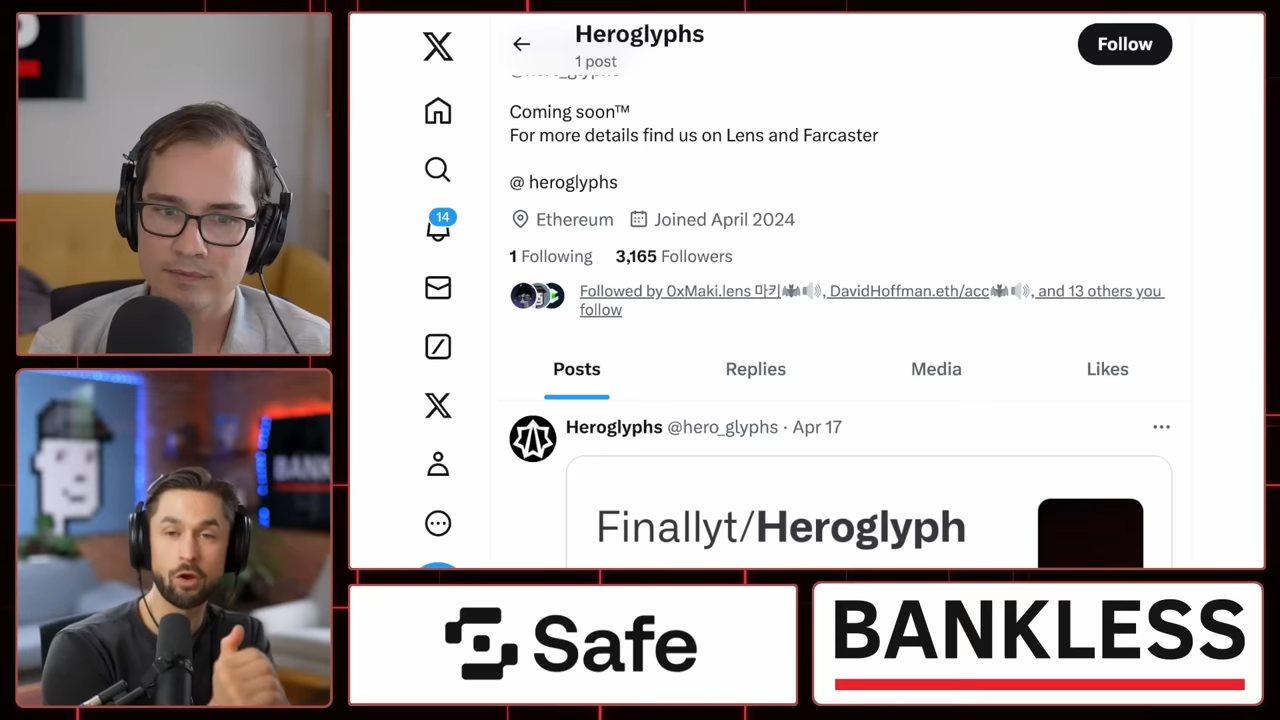 Heroglyphs
1 post
Follow
Coming soon™
For more details find us on Lens and Farcaster
@ heroglyphs
Ethereum Joined April 2024
1 Following 3,165 Followers
Followed by 0xMaki.lens 마키🦇🔊, DavidHoffman.eth/acc🦇🔊, and 13 others you
follow
14
Posts Replies Media Likes
Heroglyphs @hero_glyphs · Apr 17
Finallyt/Heroglyph
BANKLESS
Safe
BANKLESS